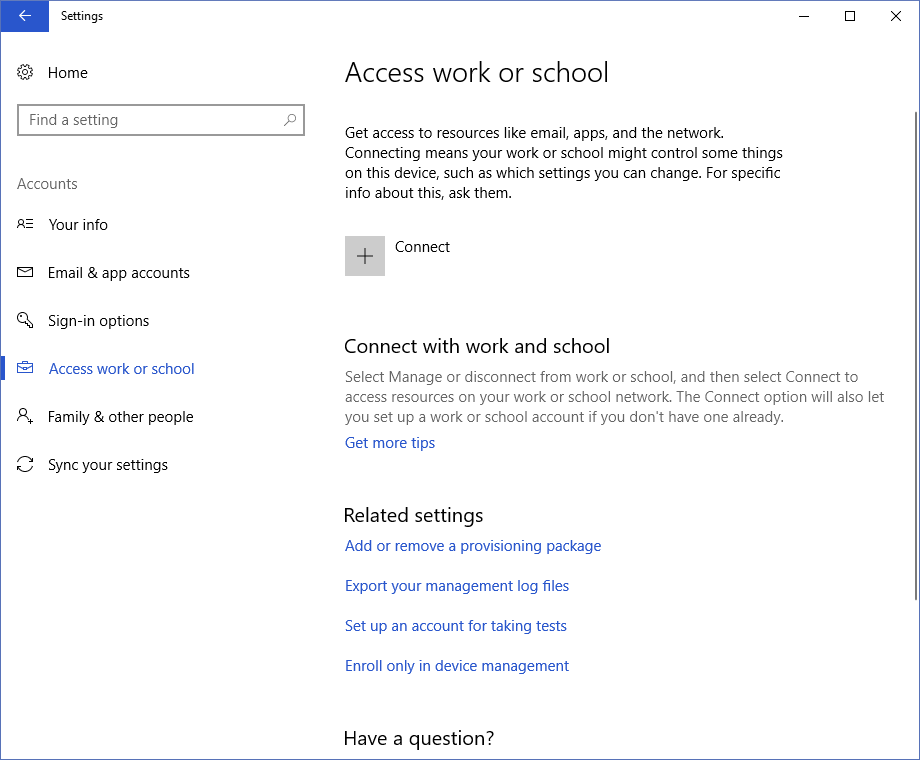 Settings
Home
Find a setting
Accounts
Your info
Email & app accounts
Sign-in options
Access work or school
Family & other people
Sync your settings
Access work or school
Get access to resources like email, apps, and the network.
Connecting means your work or school might control some things
on this device, such as which settings you can change. For specific
info about this, ask them.
Connect
Connect with work and school
Select Manage or disconnect from work or school, and then select Connect to
access resources on your work or school network. The Connect option will also let
you set up a work or school account if you don't have one already.
Get more tips
Related settings
Add or remove a provisioning package
Export your management log files
Set up an account for taking tests
Enroll only in device management
Have a question?